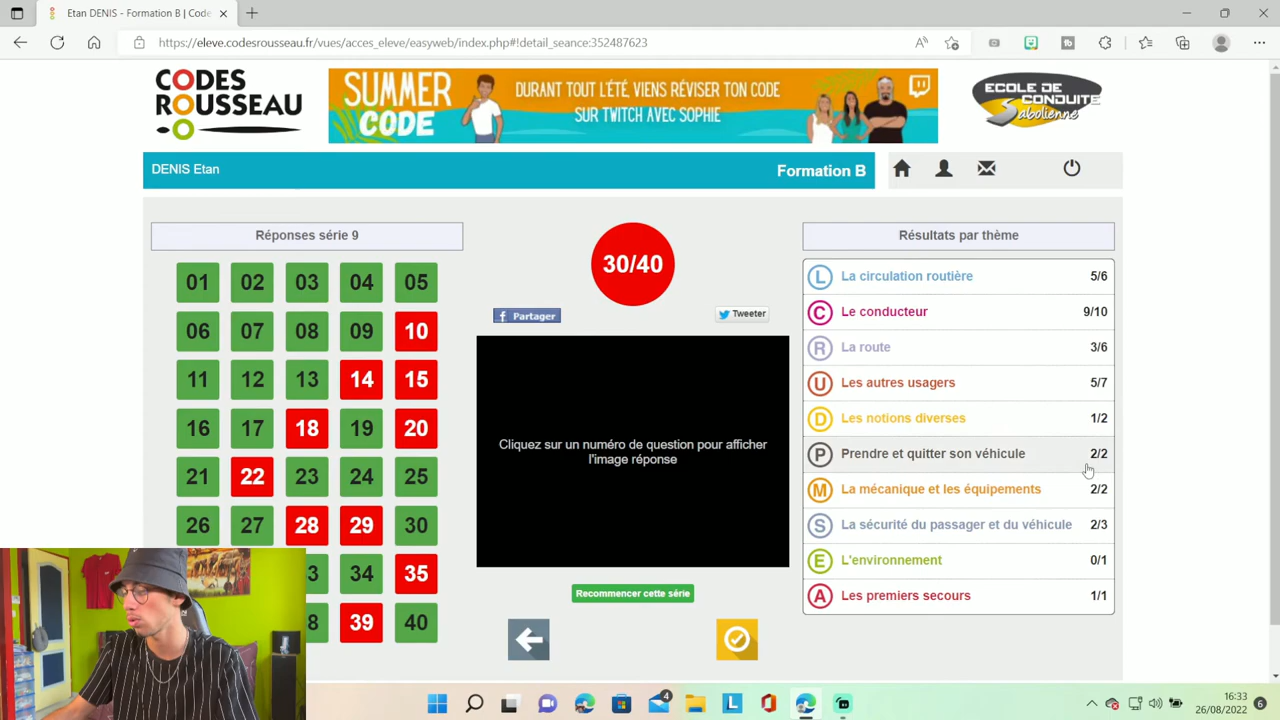 Etan DENIS - Formation B | Code
https://eleve.codesrousseau.fr/vues/acces_eleve/easyweb/index.php#!detail_seance:352487623
CODES
ROUSSEAU
SUMMER
CODE
DURANT TOUT L'ÉTÉ, VIENS RÉVISER TON CODE
SUR TWITCH AVEC SOPHIE
ECOLE DE
CONDUITE
Sabolienne
DENIS Etan
Formation B
Réponses série 9
01 02 03 04 05
06 07 08 09 10
11 12 13 14 15
16 17 18 19 20
21 22 23 24 25
26 27 28 29 30
3 34 35
8 39 40
30/40
Partager
Tweeter
Cliquez sur un numéro de question pour afficher
l'image réponse
Recommencer cette série
Résultats par thème
L La circulation routière 5/6
C Le conducteur 9/10
R La route 3/6
U Les autres usagers 5/7
D Les notions diverses 1/2
P Prendre et quitter son véhicule 2/2
M La mécanique et les équipements 2/2
S La sécurité du passager et du véhicule 2/3
E L'environnement 0/1
A Les premiers secours 1/1
4
L
16:33
26/08/2022
6